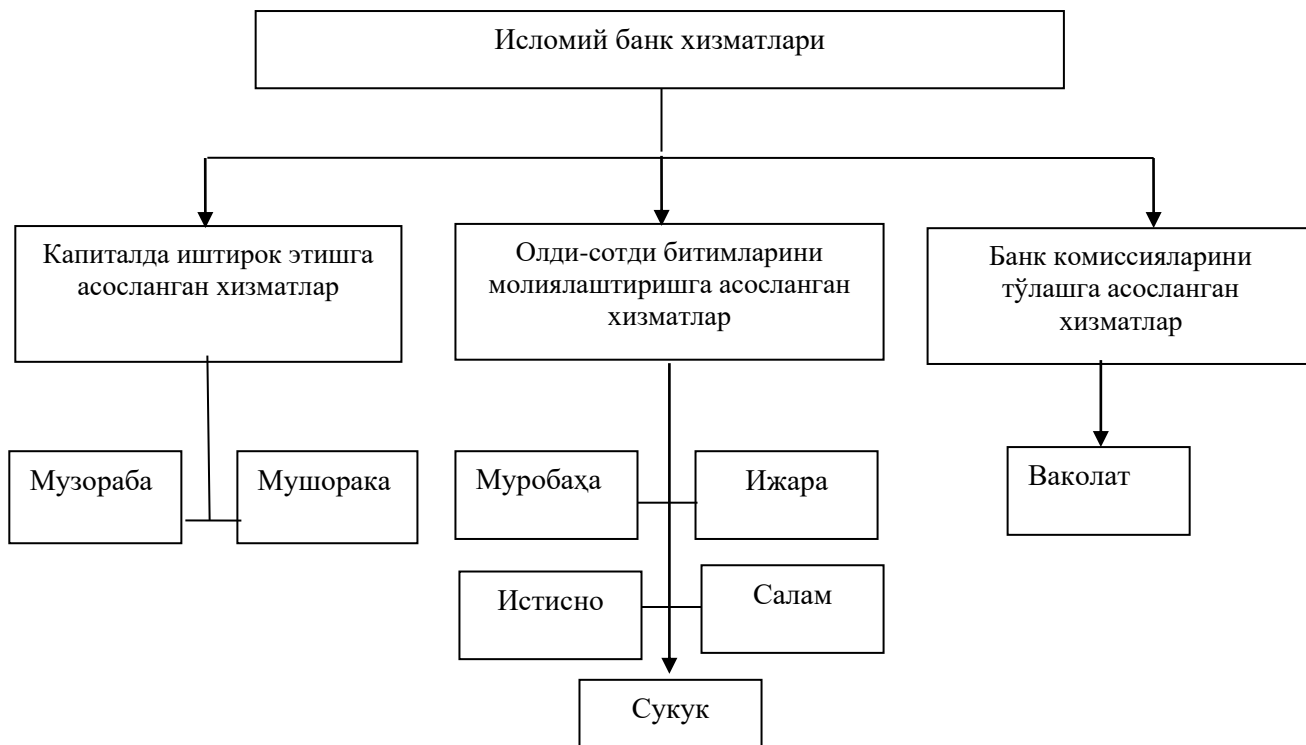 Исломий банк хизматлари
Капиталда иштирок этишга
асосланган хизматлар
Олди-сотди битимларини
молиялаштиришга асосланган
хизматлар
Банк комиссияларини
тўлашга асосланган
хизматлар
Музораба
Мушорака
Муробаҳа
Ижара
Ваколат
Истисно
Салам
Сукук